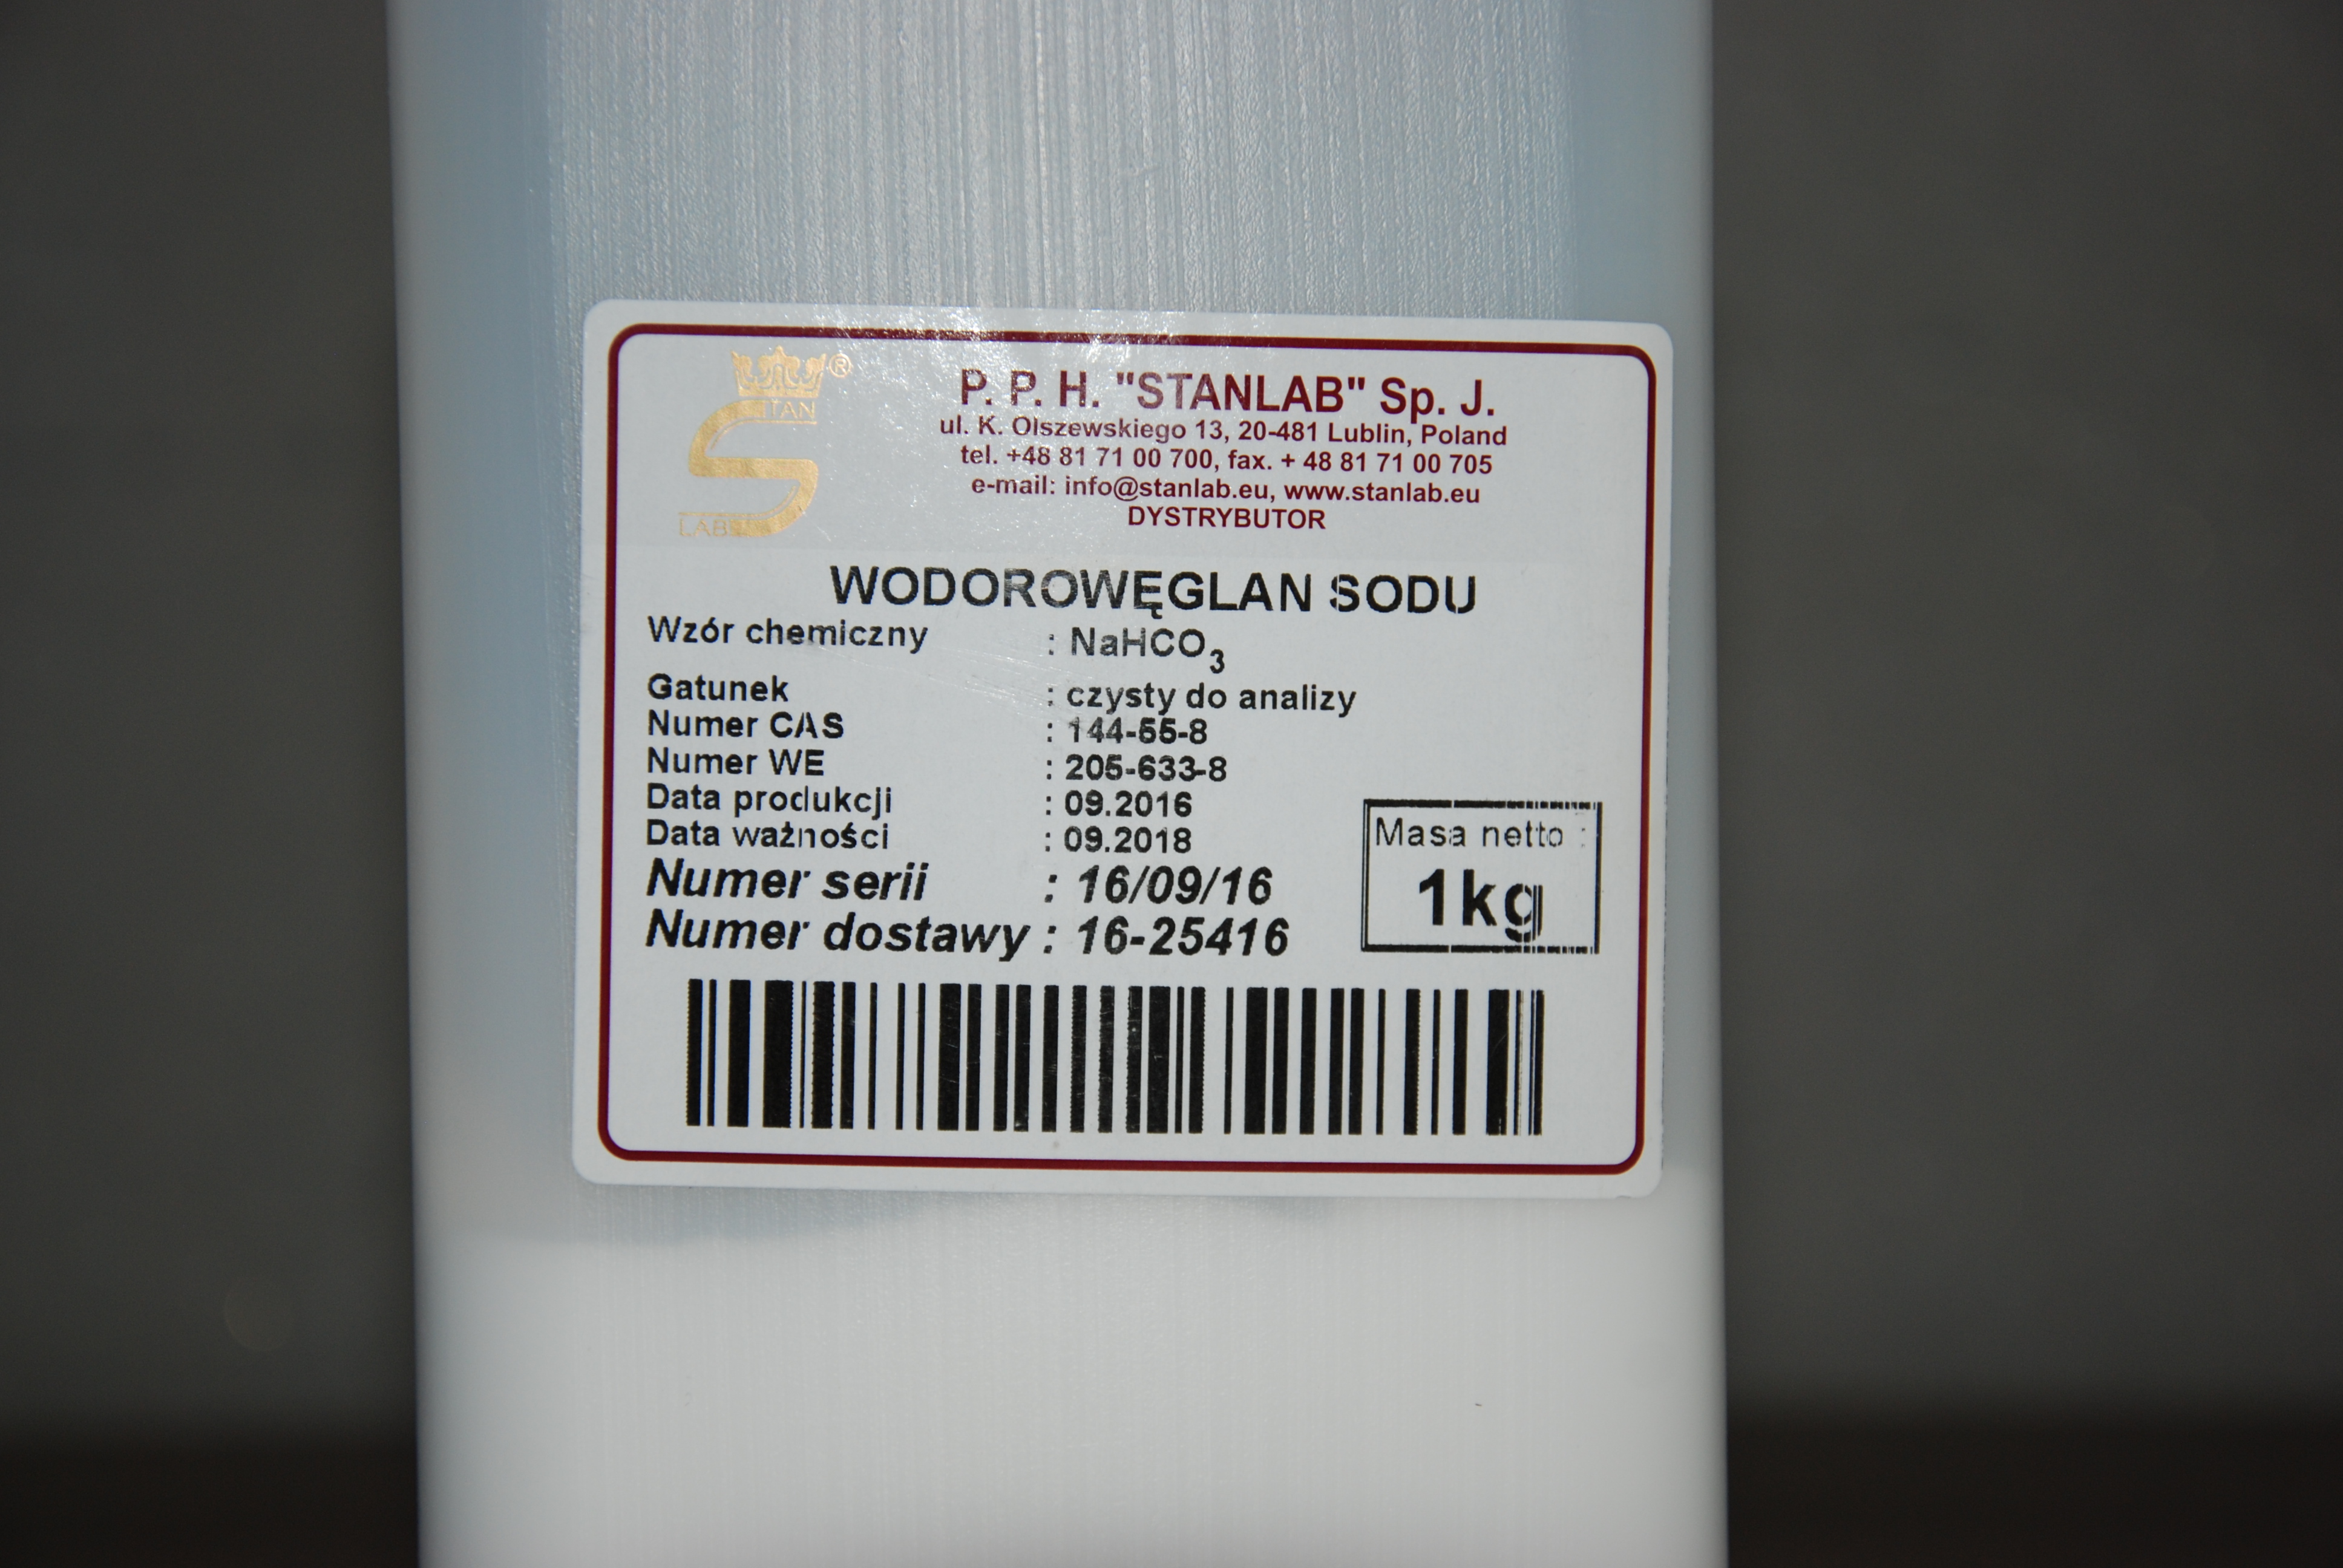 STAN
LAB
®
P. P. H. "STANLAB" Sp. J.
ul. K. Olszewskiego 13, 20-481 Lublin, Poland
tel. +48 81 71 00 700, fax. + 48 81 71 00 705
e-mail: info@stanlab.eu, www.stanlab.eu
DYSTRYBUTOR
WODOROWĘGLAN SODU
Wzór chemiczny : NaHCO₃
Gatunek : czysty do analizy
Numer CAS : 144-55-8
Numer WE : 205-633-8
Data produkcji : 09.2016
Data ważności : 09.2018
Numer serii : 16/09/16
Numer dostawy : 16-25416
Masa netto :
1kg